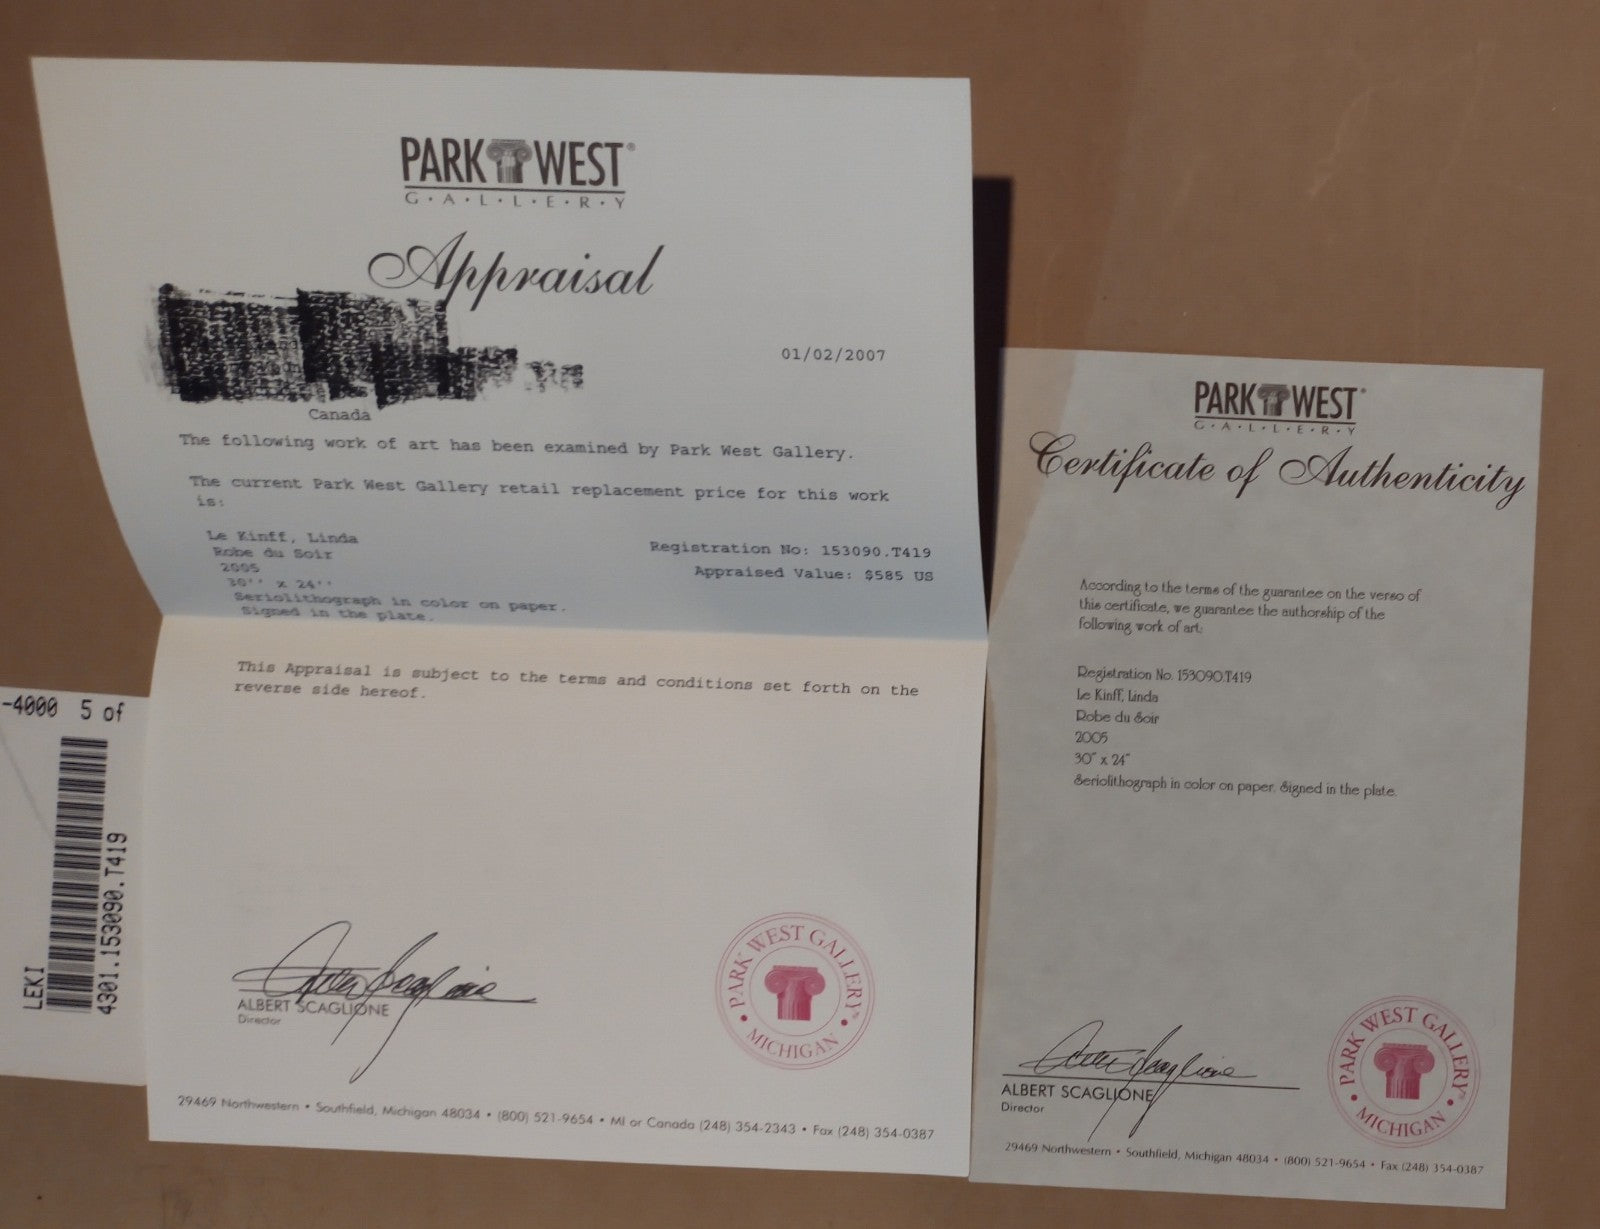 PARK WEST®
G·A·L·L·E·R·Y
Appraisal
01/02/2007
Canada
The following work of art has been examined by Park West Gallery.
The current Park West Gallery retail replacement price for this work
is:
Le Kinff, Linda
Robe du Soir
2005
30'' x 24''
Seriolithograph in color on paper.
Signed in the plate.
Registration No: 153090.T419
Appraised Value: $585 US
This Appraisal is subject to the terms and conditions set forth on the
reverse side hereof.
ALBERT SCAGLIONE
Director
PARK WEST GALLERY™ • MICHIGAN •
29469 Northwestern • Southfield, Michigan 48034 • (800) 521-9654 • MI or Canada (248) 354-2343 • Fax (248) 354-0387
-4000 5 of
LEKI
4301.153090.T419
PARK WEST®
G·A·L·L·E·R·Y
Certificate of Authenticity
According to the terms of the guarantee on the verso of
this certificate, we guarantee the authorship of the
following work of art:
Registration No. 153090.T419
Le Kinff, Linda
Robe du Soir
2005
30" x 24"
Seriolithograph in color on paper. Signed in the plate.
ALBERT SCAGLIONE
Director
PARK WEST GALLERY™ • MICHIGAN •
29469 Northwestern • Southfield, Michigan 48034 • (800) 521-9654 • Fax (248) 354-0387